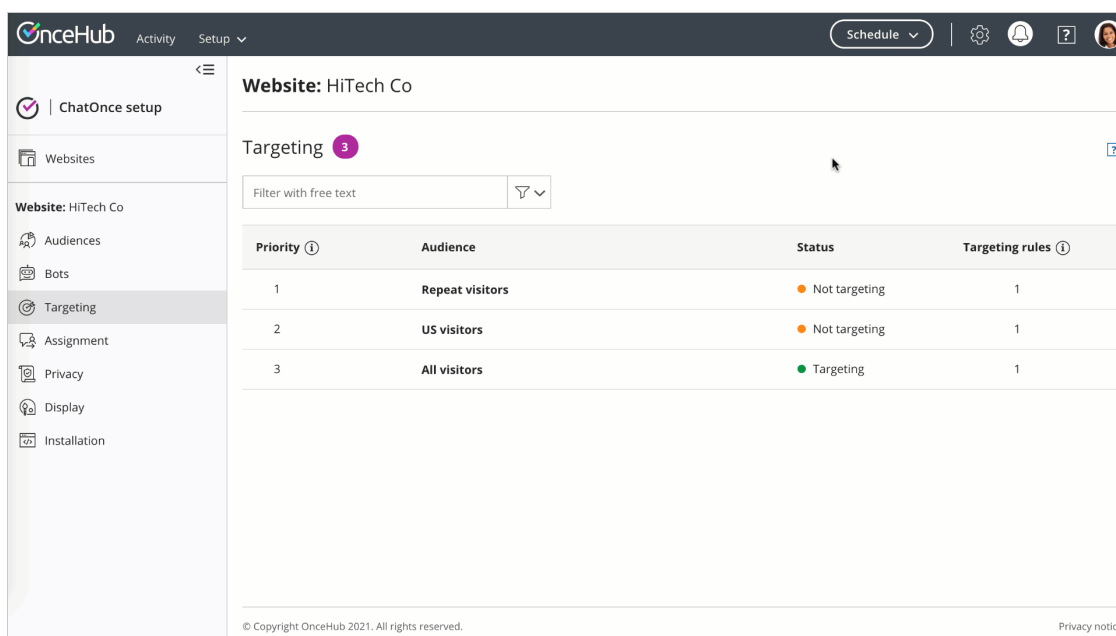 OnceHub Activity Setup Schedule ?
ChatOnce setup
Websites
Website: HiTech Co
Audiences
Bots
Targeting
Assignment
Privacy
Display
Installation
Website: HiTech Co
Targeting 3
?
Filter with free text
Priority i Audience Status Targeting rules i
1 Repeat visitors Not targeting 1
2 US visitors Not targeting 1
3 All visitors Targeting 1
© Copyright OnceHub 2021. All rights reserved. Privacy notic